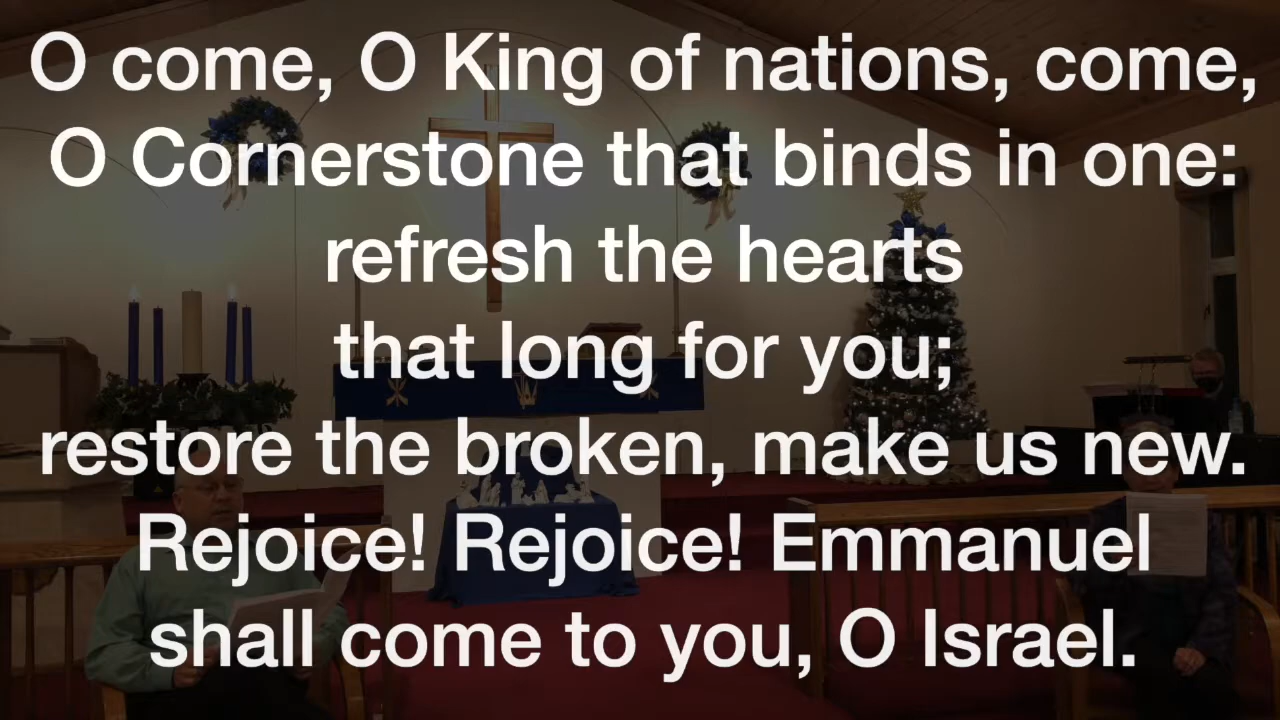 O come, O King of nations, come,
O Cornerstone that binds in one:
refresh the hearts
that long for you;
restore the broken, make us new.
Rejoice! Rejoice! Emmanuel
shall come to you, O Israel.